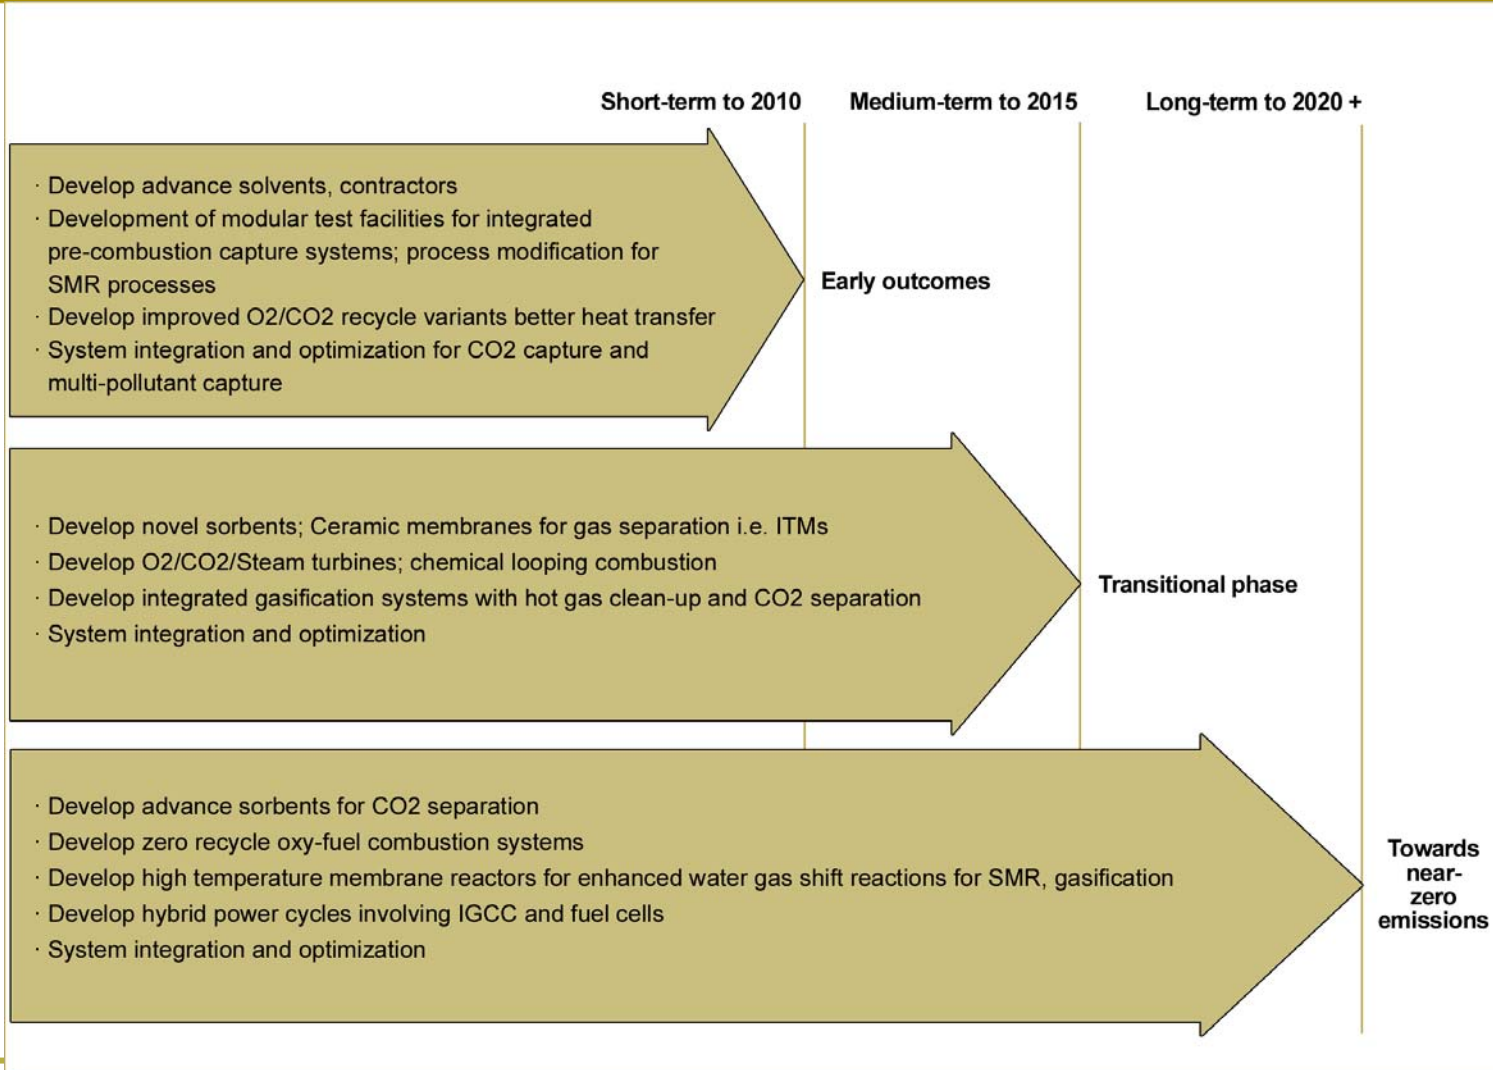 Short-term to 2010 Medium-term to 2015 Long-term to 2020 +
· Develop advance solvents, contractors
· Development of modular test facilities for integrated
pre-combustion capture systems; process modification for
SMR processes
· Develop improved O2/CO2 recycle variants better heat transfer
· System integration and optimization for CO2 capture and
multi-pollutant capture
Early outcomes
· Develop novel sorbents; Ceramic membranes for gas separation i.e. ITMs
· Develop O2/CO2/Steam turbines; chemical looping combustion
· Develop integrated gasification systems with hot gas clean-up and CO2 separation
· System integration and optimization
Transitional phase
· Develop advance sorbents for CO2 separation
· Develop zero recycle oxy-fuel combustion systems
· Develop high temperature membrane reactors for enhanced water gas shift reactions for SMR, gasification
· Develop hybrid power cycles involving IGCC and fuel cells
· System integration and optimization
Towards
near-
zero
emissions